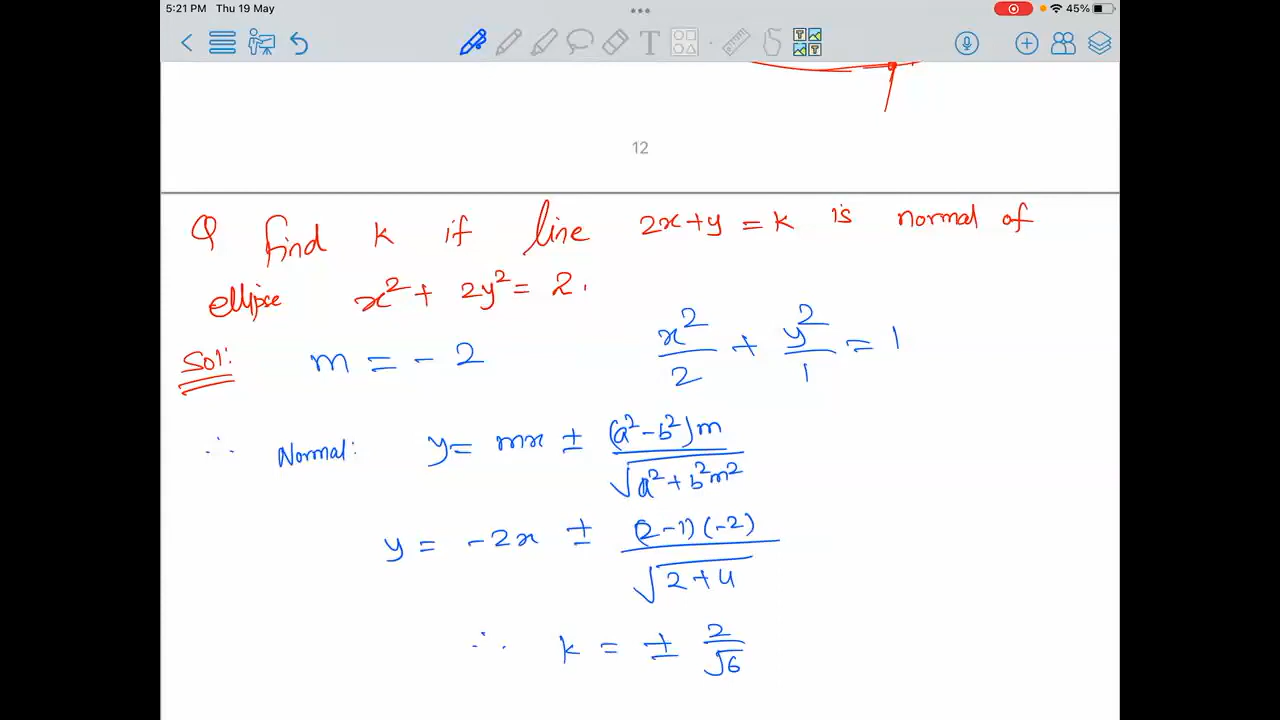 5:21 PM Thu 19 May
45%
12
Q find k if line 2x+y = k is normal of
ellipse x² + 2y² = 2.
Sol: m = - 2 x²/2 + y²/1 = 1
∴ Normal: y = mx ± (a²-b²)m/√(a²+b²m²)
y = -2x ± (2-1)(-2)/√(2+4)
∴ k = ± 2/√6